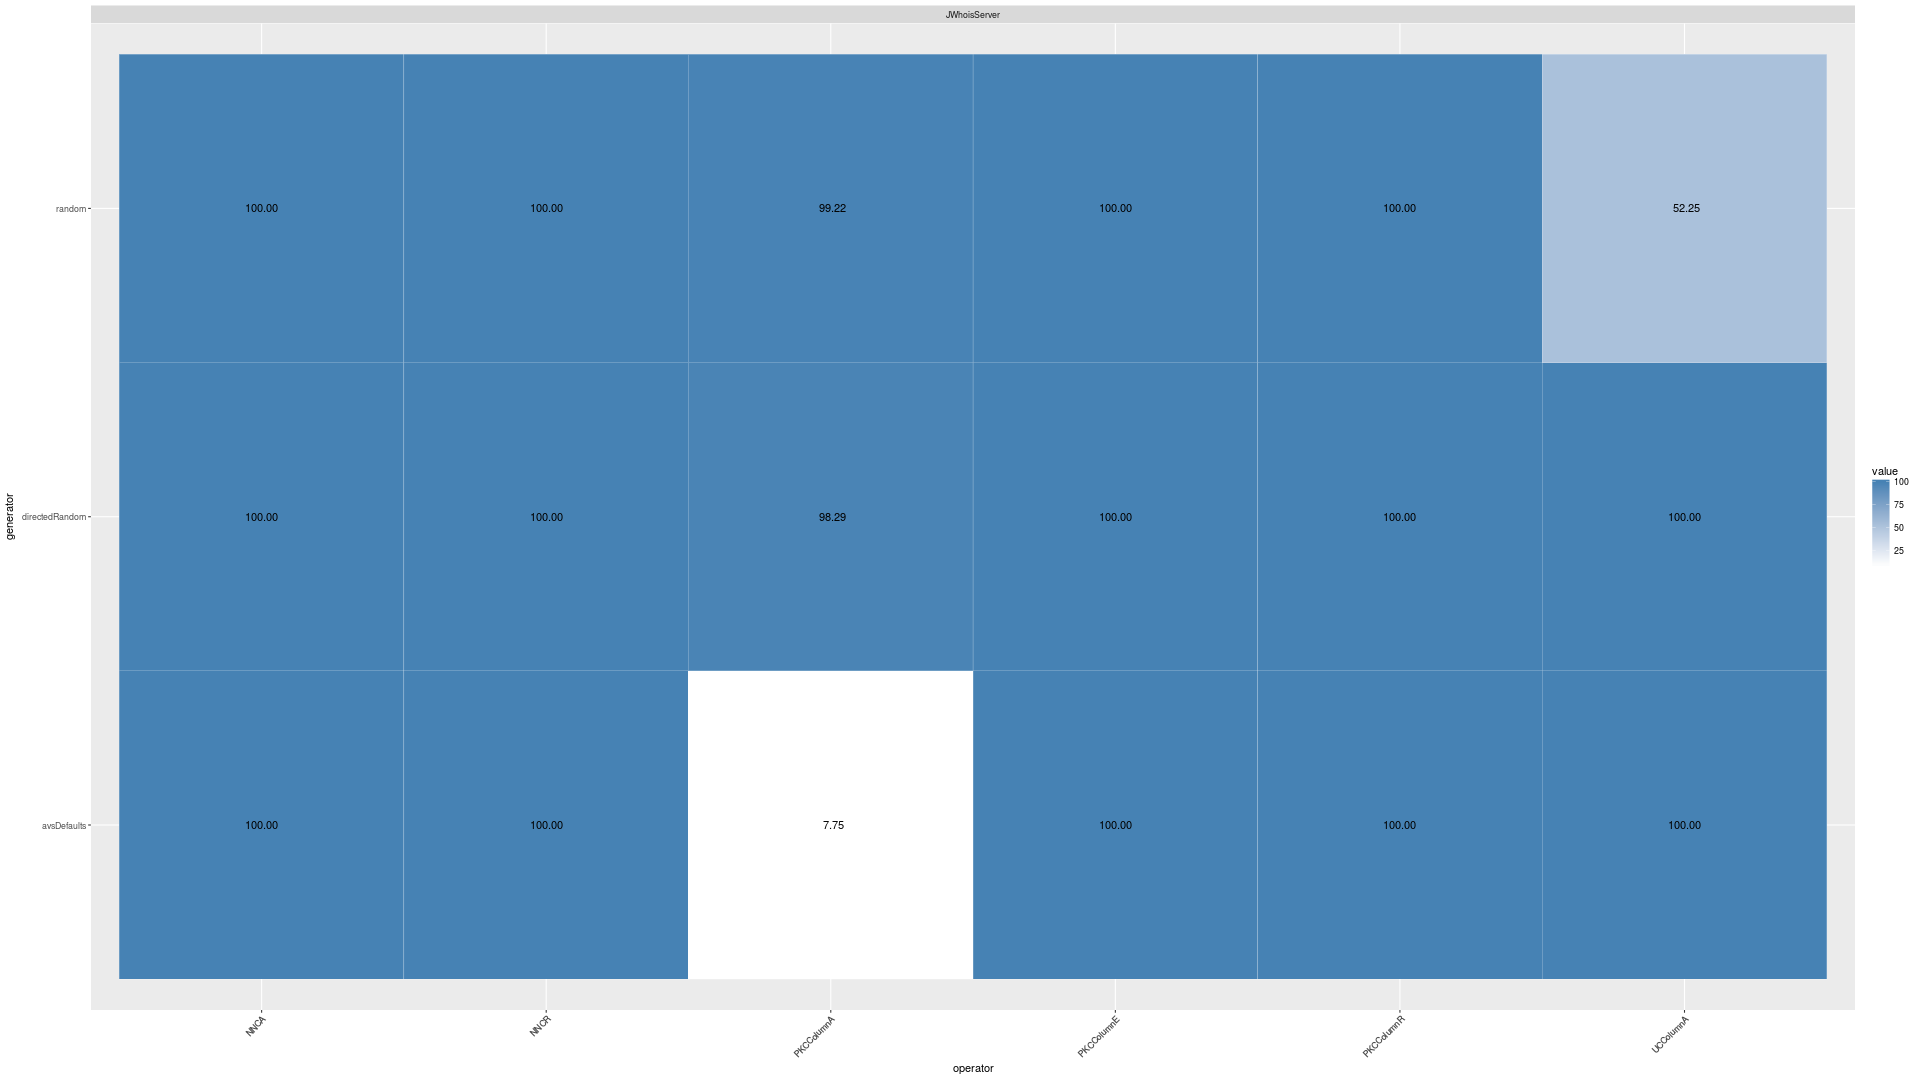 JWhoisServer
random
100.00 100.00 99.22 100.00 100.00 52.25
directedRandom
100.00 100.00 98.29 100.00 100.00 100.00
avsDefaults
100.00 100.00 7.75 100.00 100.00 100.00
generator
NNCA NNCR PKCColumnA PKCColumnE PKCColumnR UCColumnA
operator
value
100
75
50
25